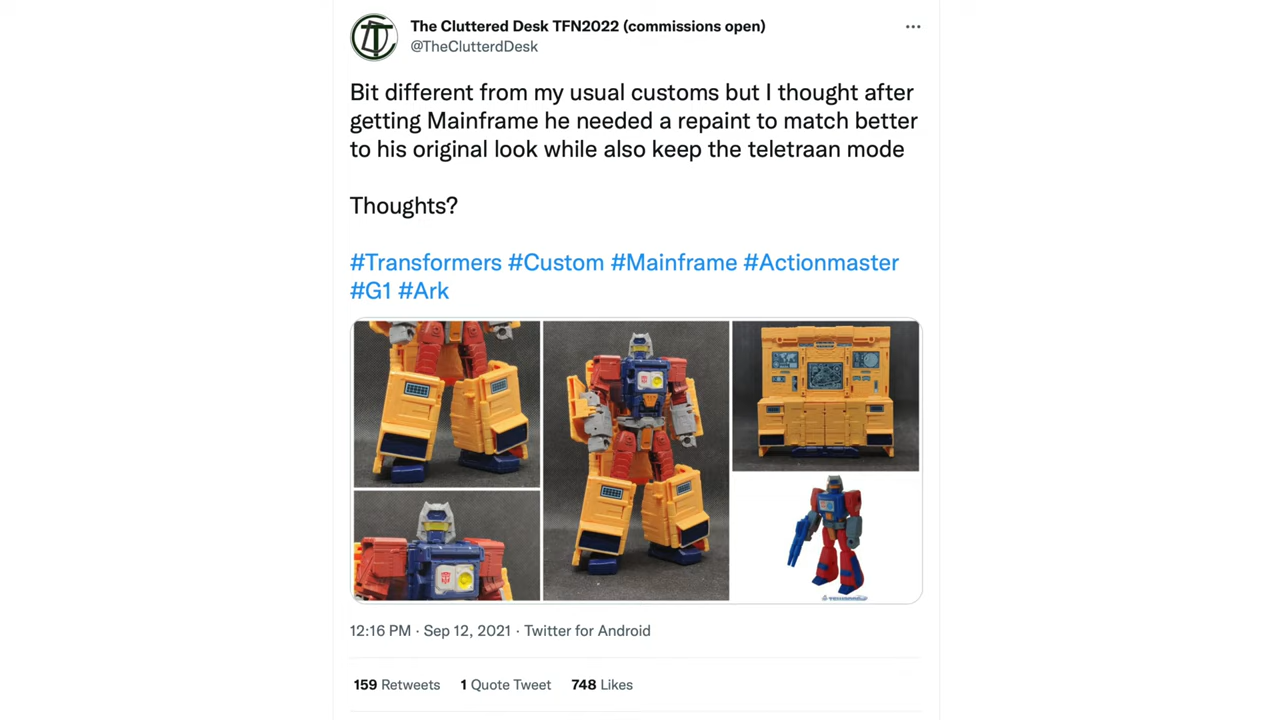 The Cluttered Desk TFN2022 (commissions open)
@TheClutterdDesk
Bit different from my usual customs but I thought after
getting Mainframe he needed a repaint to match better
to his original look while also keep the teletraan mode
Thoughts?
#Transformers #Custom #Mainframe #Actionmaster
#G1 #Ark
12:16 PM · Sep 12, 2021 · Twitter for Android
159 Retweets 1 Quote Tweet 748 Likes